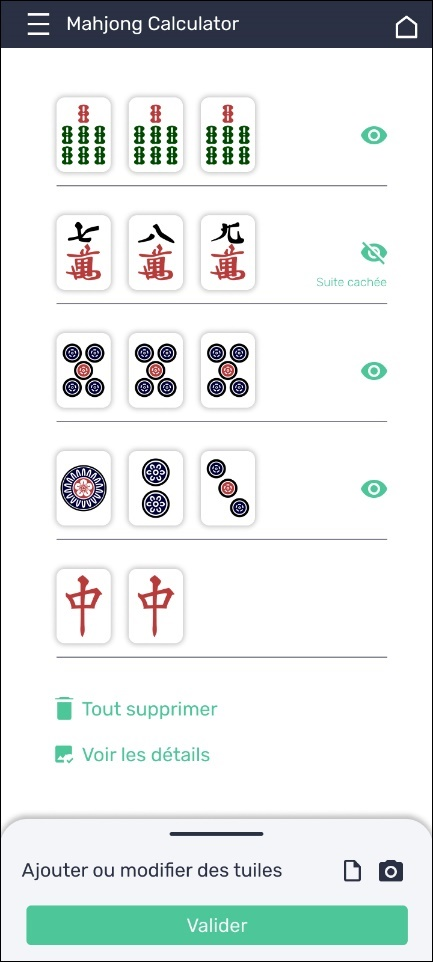 Mahjong Calculator
七 八 九
萬 萬 萬
Suite cachée
中 中
Tout supprimer
Voir les détails
Ajouter ou modifier des tuiles
Valider